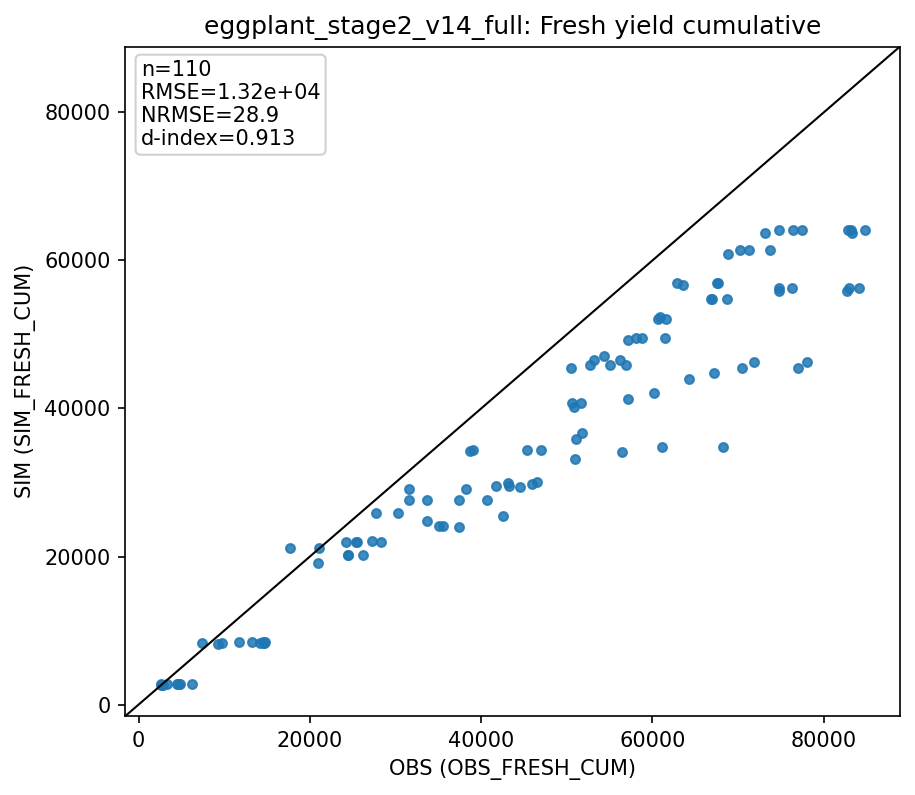 eggplant_stage2_v14_full: Fresh yield cumulative
n=110
RMSE=1.32e+04
NRMSE=28.9
d-index=0.913
80000
60000
40000
20000
0
SIM (SIM_FRESH_CUM)
0 20000 40000 60000 80000
OBS (OBS_FRESH_CUM)